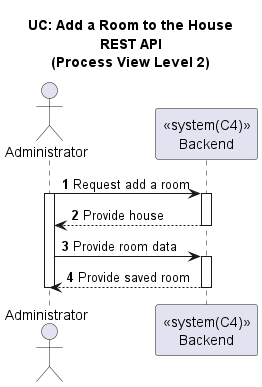 UC: Add a Room to the House
REST API
(Process View Level 2)
Administrator
«system(C4)»
Backend
1 Request add a room
2 Provide house
3 Provide room data
4 Provide saved room
Administrator
«system(C4)»
Backend